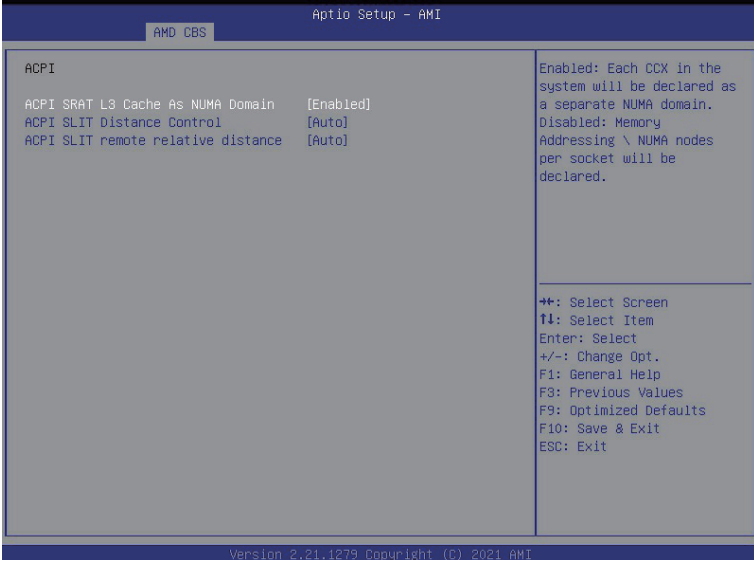 Aptio Setup - AMI
AMD CBS
ACPI
ACPI SRAT L3 Cache As NUMA Domain [Enabled]
ACPI SLIT Distance Control [Auto]
ACPI SLIT remote relative distance [Auto]
Enabled: Each CCX in the
system will be declared as
a separate NUMA domain.
Disabled: Memory
Addressing \ NUMA nodes
per socket will be
declared.
→←: Select Screen
↑↓: Select Item
Enter: Select
+/-: Change Opt.
F1: General Help
F3: Previous Values
F9: Optimized Defaults
F10: Save & Exit
ESC: Exit
Version 2.21.1279 Copyright (C) 2021 AMI